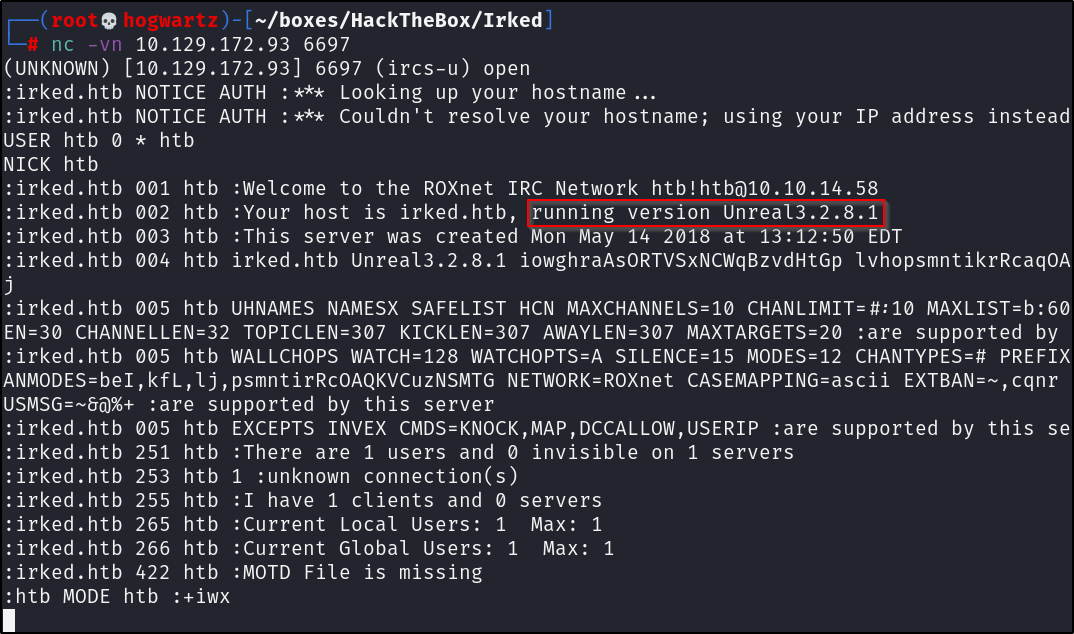 ┌──(root💀hogwartz)-[~/boxes/HackTheBox/Irked]
└─# nc -vn 10.129.172.93 6697
(UNKNOWN) [10.129.172.93] 6697 (ircs-u) open
:irked.htb NOTICE AUTH :*** Looking up your hostname...
:irked.htb NOTICE AUTH :*** Couldn't resolve your hostname; using your IP address instead
USER htb 0 * htb
NICK htb
:irked.htb 001 htb :Welcome to the ROXnet IRC Network htb!htb@10.10.14.58
:irked.htb 002 htb :Your host is irked.htb, running version Unreal3.2.8.1
:irked.htb 003 htb :This server was created Mon May 14 2018 at 13:12:50 EDT
:irked.htb 004 htb irked.htb Unreal3.2.8.1 iowghraAsORTVSxNCWqBzvdHtGp lvhopsmntikrRcaqOA
j
:irked.htb 005 htb UHNAMES NAMESX SAFELIST HCN MAXCHANNELS=10 CHANLIMIT=#:10 MAXLIST=b:60
EN=30 CHANNELLEN=32 TOPICLEN=307 KICKLEN=307 AWAYLEN=307 MAXTARGETS=20 :are supported by
:irked.htb 005 htb WALLCHOPS WATCH=128 WATCHOPTS=A SILENCE=15 MODES=12 CHANTYPES=# PREFIX
ANMODES=beI,kfL,lj,psmntirRcOAQKVCuzNSMTG NETWORK=ROXnet CASEMAPPING=ascii EXTBAN=~,cqnr
USMSG=~&@%+ :are supported by this server
:irked.htb 005 htb EXCEPTS INVEX CMDS=KNOCK,MAP,DCCALLOW,USERIP :are supported by this se
:irked.htb 251 htb :There are 1 users and 0 invisible on 1 servers
:irked.htb 253 htb 1 :unknown connection(s)
:irked.htb 255 htb :I have 1 clients and 0 servers
:irked.htb 265 htb :Current Local Users: 1  Max: 1
:irked.htb 266 htb :Current Global Users: 1  Max: 1
:irked.htb 422 htb :MOTD File is missing
:htb MODE htb :+iwx